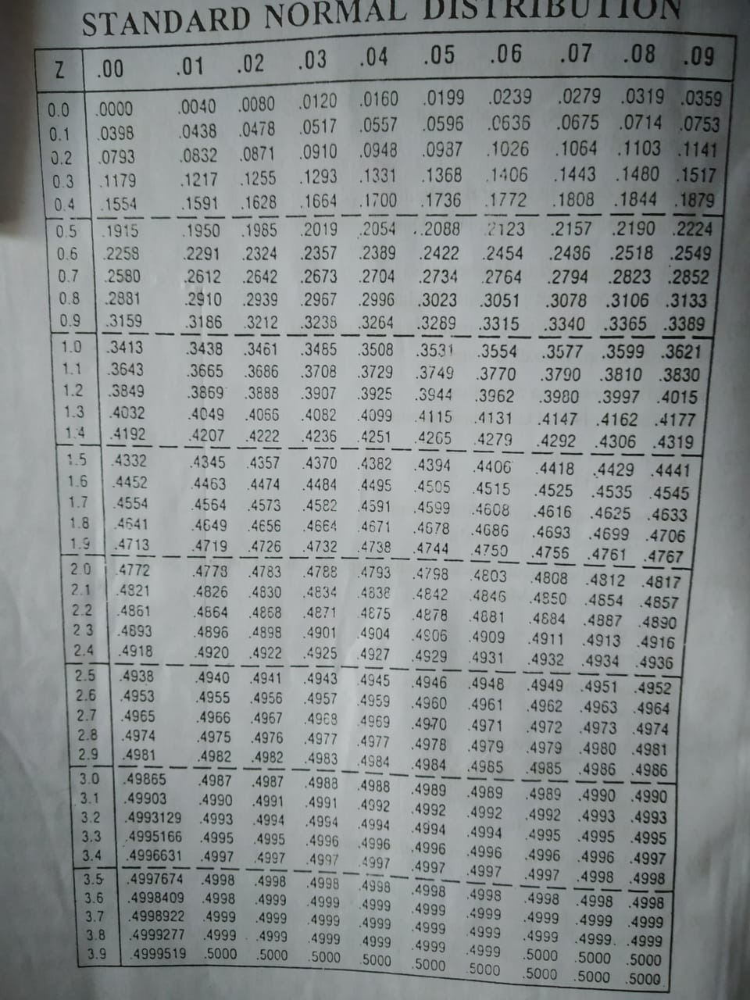 STANDARD NORMAL DISTRIBUTION
Z .00 .01 .02 .03 .04 .05 .06 .07 .08 .09
0.0 .0000 .0040 .0080 .0120 .0160 .0199 .0239 .0279 .0319 .0359
0.1 .0398 .0438 .0478 .0517 .0557 .0596 .0636 .0675 .0714 .0753
0.2 .0793 .0832 .0871 .0910 .0948 .0987 .1026 .1064 .1103 .1141
0.3 .1179 .1217 .1255 .1293 .1331 .1368 .1406 .1443 .1480 .1517
0.4 .1554 .1591 .1628 .1664 .1700 .1736 .1772 .1808 .1844 .1879
0.5 .1915 .1950 .1985 .2019 .2054 .2088 .2123 .2157 .2190 .2224
0.6 .2258 .2291 .2324 .2357 .2389 .2422 .2454 .2486 .2518 .2549
0.7 .2580 .2612 .2642 .2673 .2704 .2734 .2764 .2794 .2823 .2852
0.8 .2881 .2910 .2939 .2967 .2996 .3023 .3051 .3078 .3106 .3133
0.9 .3159 .3186 .3212 .3238 .3264 .3289 .3315 .3340 .3365 .3389
1.0 .3413 .3438 .3461 .3485 .3508 .3531 .3554 .3577 .3599 .3621
1.1 .3643 .3665 .3686 .3708 .3729 .3749 .3770 .3790 .3810 .3830
1.2 .3849 .3869 .3888 .3907 .3925 .3944 .3962 .3980 .3997 .4015
1.3 .4032 .4049 .4066 .4082 .4099 .4115 .4131 .4147 .4162 .4177
1.4 .4192 .4207 .4222 .4236 .4251 .4265 .4279 .4292 .4306 .4319
1.5 .4332 .4345 .4357 .4370 .4382 .4394 .4406 .4418 .4429 .4441
1.6 .4452 .4463 .4474 .4484 .4495 .4505 .4515 .4525 .4535 .4545
1.7 .4554 .4564 .4573 .4582 .4591 .4599 .4608 .4616 .4625 .4633
1.8 .4641 .4649 .4656 .4664 .4671 .4678 .4686 .4693 .4699 .4706
1.9 .4713 .4719 .4726 .4732 .4738 .4744 .4750 .4756 .4761 .4767
2.0 .4772 .4778 .4783 .4788 .4793 .4798 .4803 .4808 .4812 .4817
2.1 .4821 .4826 .4830 .4834 .4838 .4842 .4846 .4850 .4854 .4857
2.2 .4861 .4864 .4868 .4871 .4875 .4878 .4881 .4884 .4887 .4890
2.3 .4893 .4896 .4898 .4901 .4904 .4906 .4909 .4911 .4913 .4916
2.4 .4918 .4920 .4922 .4925 .4927 .4929 .4931 .4932 .4934 .4936
2.5 .4938 .4940 .4941 .4943 .4945 .4946 .4948 .4949 .4951 .4952
2.6 .4953 .4955 .4956 .4957 .4959 .4960 .4961 .4962 .4963 .4964
2.7 .4965 .4966 .4967 .4968 .4969 .4970 .4971 .4972 .4973 .4974
2.8 .4974 .4975 .4976 .4977 .4977 .4978 .4979 .4979 .4980 .4981
2.9 .4981 .4982 .4982 .4983 .4984 .4984 .4985 .4985 .4986 .4986
3.0 .49865 .4987 .4987 .4988 .4988 .4989 .4989 .4989 .4990 .4990
3.1 .49903 .4990 .4991 .4991 .4992 .4992 .4992 .4992 .4993 .4993
3.2 .4993129 .4993 .4994 .4994 .4994 .4994 .4994 .4995 .4995 .4995
3.3 .4995166 .4995 .4995 .4996 .4996 .4996 .4996 .4996 .4996 .4997
3.4 .4996631 .4997 .4997 .4997 .4997 .4997 .4997 .4997 .4998 .4998
3.5 .4997674 .4998 .4998 .4998 .4998 .4998 .4998 .4998 .4998 .4998
3.6 .4998409 .4998 .4999 .4999 .4999 .4999 .4999 .4999 .4999 .4999
3.7 .4998922 .4999 .4999 .4999 .4999 .4999 .4999 .4999 .4999. .4999
3.8 .4999277 .4999 .4999 .4999 .4999 .4999 .4999 .5000 .5000 .5000
3.9 .4999519 .5000 .5000 .5000 .5000 .5000 .5000 .5000 .5000 .5000